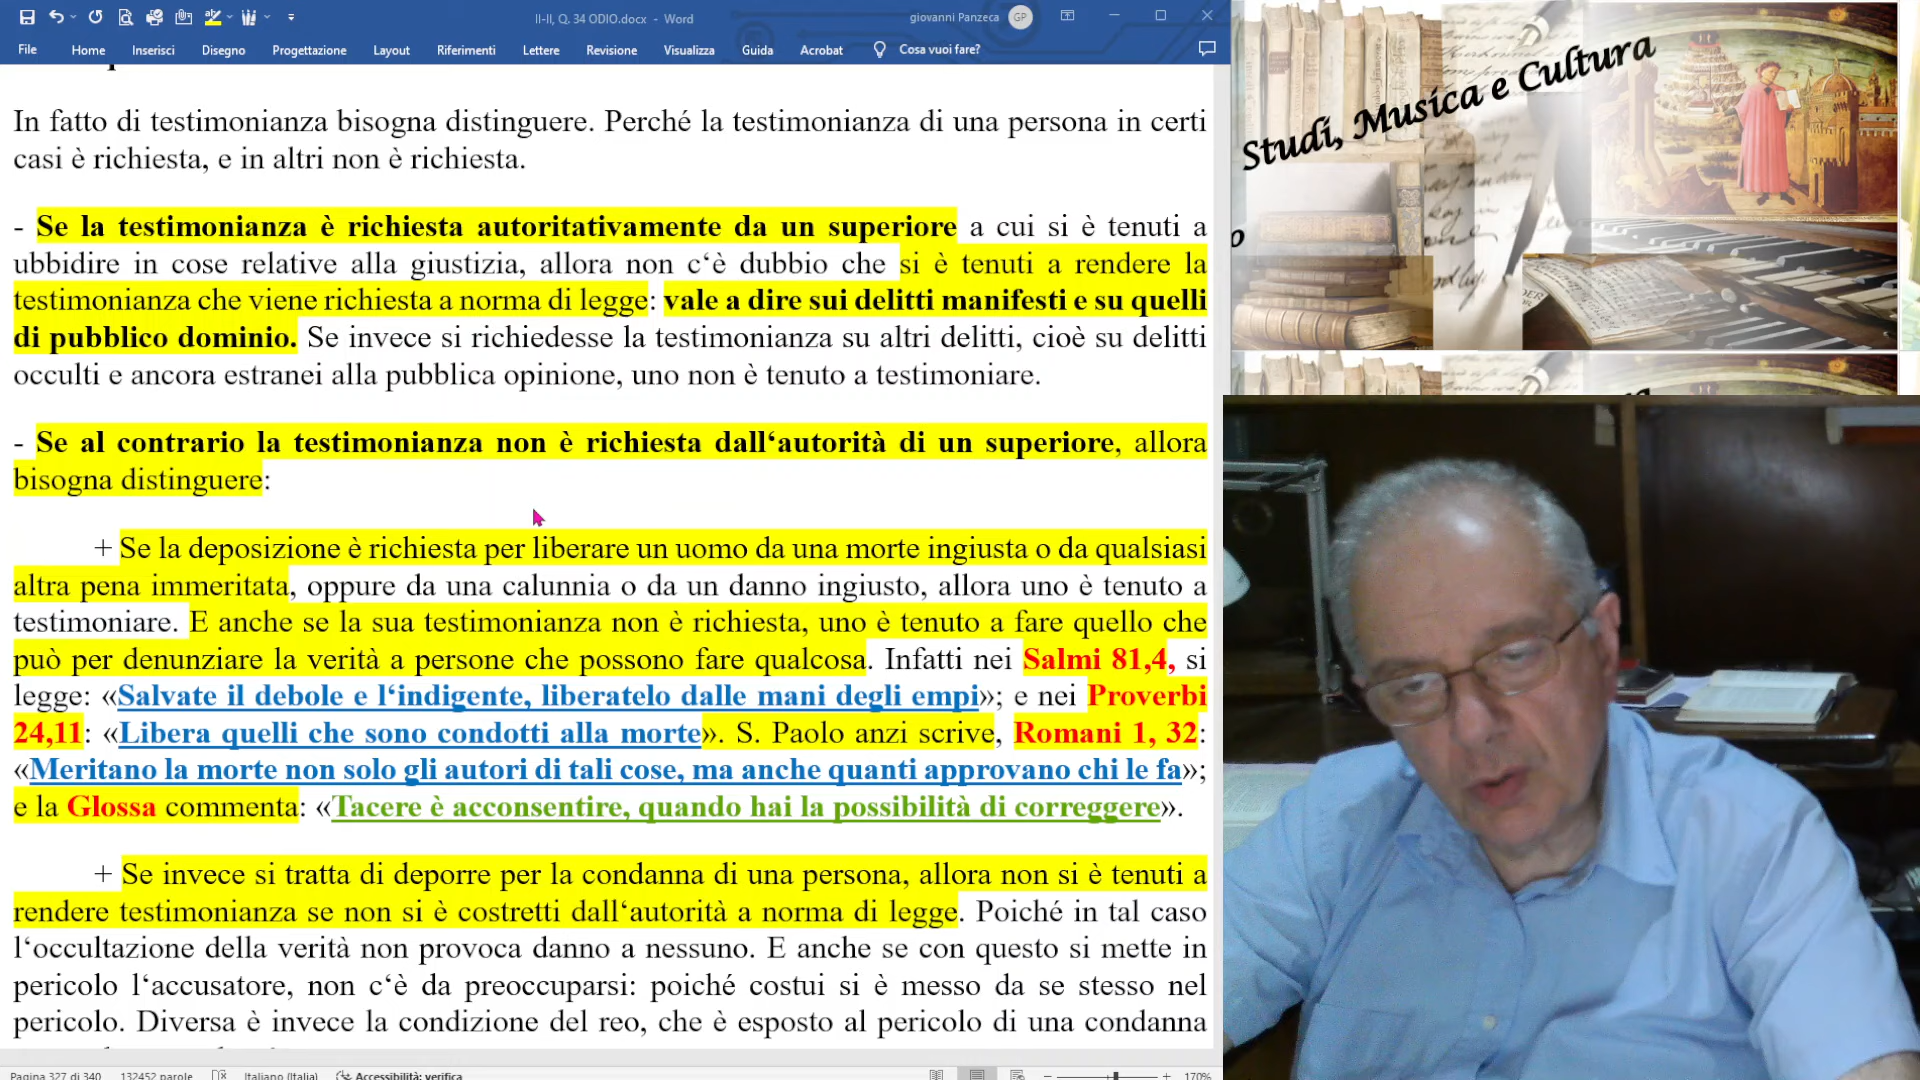 II-II, Q. 34 ODIO.docx - Word
giovanni Panzeca
GP
File Home Inserisci Disegno Progettazione Layout Riferimenti Lettere Revisione Visualizza Guida Acrobat Cosa vuoi fare?
In fatto di testimonianza bisogna distinguere. Perché la testimonianza di una persona in certi
casi è richiesta, e in altri non è richiesta.
- Se la testimonianza è richiesta autoritativamente da un superiore a cui si è tenuti a
ubbidire in cose relative alla giustizia, allora non c‘è dubbio che si è tenuti a rendere la
testimonianza che viene richiesta a norma di legge: vale a dire sui delitti manifesti e su quelli
di pubblico dominio. Se invece si richiedesse la testimonianza su altri delitti, cioè su delitti
occulti e ancora estranei alla pubblica opinione, uno non è tenuto a testimoniare.
- Se al contrario la testimonianza non è richiesta dall‘autorità di un superiore, allora
bisogna distinguere:
+ Se la deposizione è richiesta per liberare un uomo da una morte ingiusta o da qualsiasi
altra pena immeritata, oppure da una calunnia o da un danno ingiusto, allora uno è tenuto a
testimoniare. E anche se la sua testimonianza non è richiesta, uno è tenuto a fare quello che
può per denunziare la verità a persone che possono fare qualcosa. Infatti nei Salmi 81,4, si
legge: «Salvate il debole e l‘indigente, liberatelo dalle mani degli empi»; e nei Proverbi
24,11: «Libera quelli che sono condotti alla morte». S. Paolo anzi scrive, Romani 1, 32:
«Meritano la morte non solo gli autori di tali cose, ma anche quanti approvano chi le fa»;
e la Glossa commenta: «Tacere è acconsentire, quando hai la possibilità di correggere».
+ Se invece si tratta di deporre per la condanna di una persona, allora non si è tenuti a
rendere testimonianza se non si è costretti dall‘autorità a norma di legge. Poiché in tal caso
l‘occultazione della verità non provoca danno a nessuno. E anche se con questo si mette in
pericolo l‘accusatore, non c‘è da preoccuparsi: poiché costui si è messo da se stesso nel
pericolo. Diversa è invece la condizione del reo, che è esposto al pericolo di una condanna
Pagina 327 di 340 132452 parole Italiano (Italia) Accessibilità: verifica 170%
Studi, Musica e Cultura